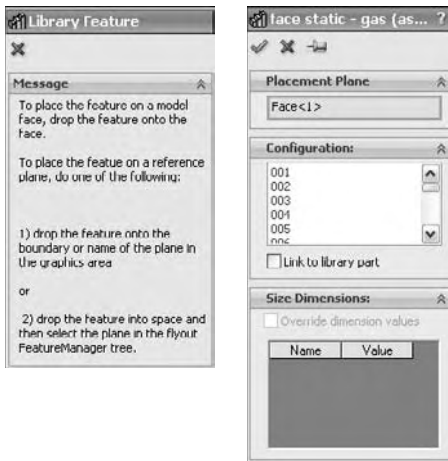 Library Feature
Message
To place the feature on a model
face, drop the feature onto the
face.
To place the featue on a reference
plane, do one of the following:
1) drop the feature onto the
boundary or name of the plane in
the graphics area
or
2) drop the feature into space and
then select the plane in the flyout
FeatureManager tree.
face static - gas (as... ?
Placement Plane
Face<1>
Configuration:
001
002
003
004
005
006
Link to library part
Size Dimensions:
Override dimension values
Name Value